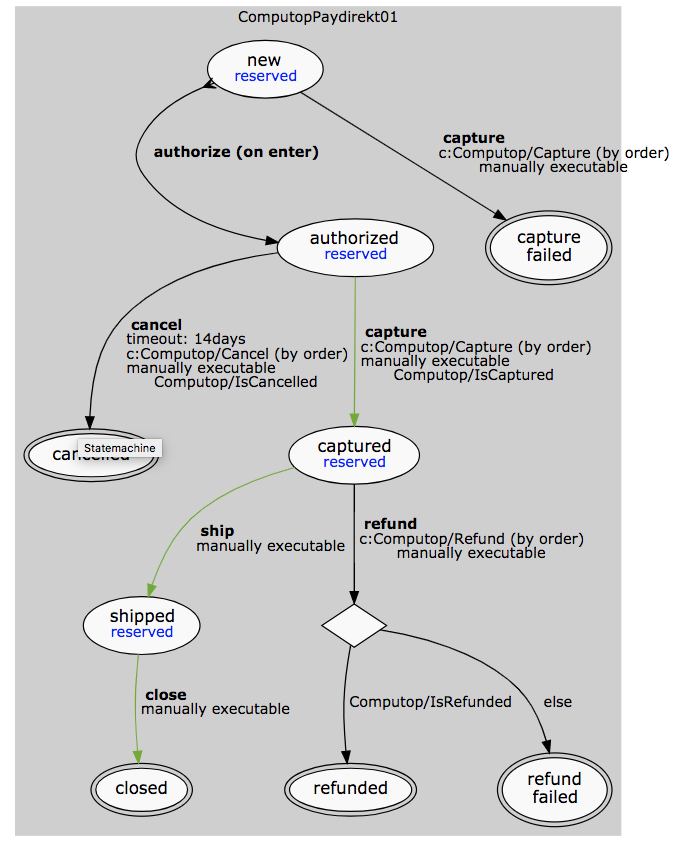 ComputopPaydirekt01
new
reserved
authorize (on enter)
capture
c:Computop/Capture (by order)
manually executable
authorized
reserved
capture
failed
cancel
timeout: 14days
c:Computop/Cancel (by order)
manually executable
Computop/IsCancelled
capture
c:Computop/Capture (by order)
manually executable
Computop/IsCaptured
cancelled
Statemachine
captured
reserved
ship
manually executable
refund
c:Computop/Refund (by order)
manually executable
shipped
reserved
close
manually executable
Computop/IsRefunded
else
closed
refunded
refund
failed